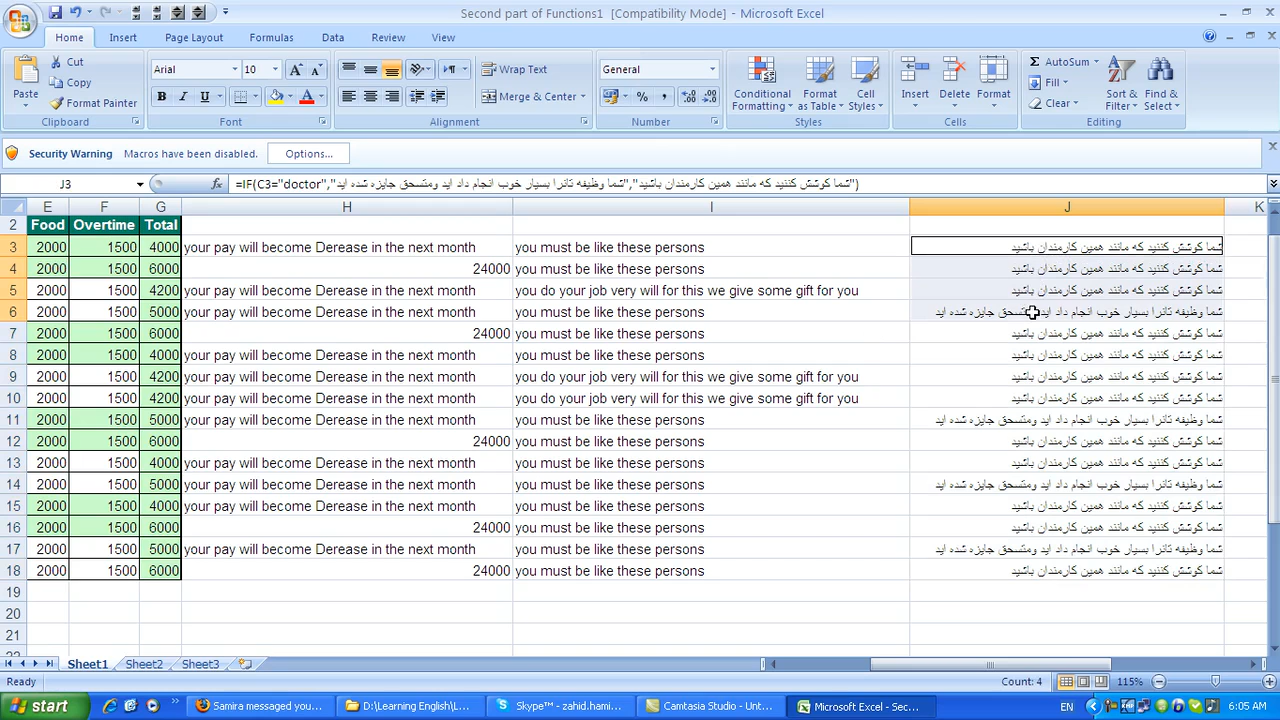 Second part of Functions1 [Compatibility Mode] - Microsoft Excel
Home Insert Page Layout Formulas Data Review View
Cut
Copy
Format Painter
Paste
Clipboard
Arial 10
B I U
Font
Wrap Text
Merge & Center
Alignment
General
Number
Conditional Formatting
Format as Table
Cell Styles
Styles
Insert Delete Format
Cells
AutoSum
Fill
Clear
Sort & Filter
Find & Select
Editing
Security Warning Macros have been disabled. Options...
J3 fx =IF(C3="doctor","شما وظیفه تانرا بسیار خوب انجام داد اید ومتسحق جایزه شده اید","شما کوشش کننید که مانند همین کارمندان باشید")
E F G H I J K
2 Food Overtime Total
3 2000 1500 4000 your pay will become Derease in the next month you must be like these persons شما کوشش کننید که مانند همین کارمندان باشید
4 2000 1500 6000 24000 you must be like these persons شما کوشش کننید که مانند همین کارمندان باشید
5 2000 1500 4200 your pay will become Derease in the next month you do your job very will for this we give some gift for you شما کوشش کننید که مانند همین کارمندان باشید
6 2000 1500 5000 your pay will become Derease in the next month you must be like these persons شما وظیفه تانرا بسیار خوب انجام داد اید ومتسحق جایزه شده اید
7 2000 1500 6000 24000 you must be like these persons شما کوشش کننید که مانند همین کارمندان باشید
8 2000 1500 4000 your pay will become Derease in the next month you must be like these persons شما کوشش کننید که مانند همین کارمندان باشید
9 2000 1500 4200 your pay will become Derease in the next month you do your job very will for this we give some gift for you شما کوشش کننید که مانند همین کارمندان باشید
10 2000 1500 4200 your pay will become Derease in the next month you do your job very will for this we give some gift for you شما کوشش کننید که مانند همین کارمندان باشید
11 2000 1500 5000 your pay will become Derease in the next month you must be like these persons شما وظیفه تانرا بسیار خوب انجام داد اید ومتسحق جایزه شده اید
12 2000 1500 6000 24000 you must be like these persons شما کوشش کننید که مانند همین کارمندان باشید
13 2000 1500 4000 your pay will become Derease in the next month you must be like these persons شما کوشش کننید که مانند همین کارمندان باشید
14 2000 1500 5000 your pay will become Derease in the next month you must be like these persons شما وظیفه تانرا بسیار خوب انجام داد اید ومتسحق جایزه شده اید
15 2000 1500 4000 your pay will become Derease in the next month you must be like these persons شما کوشش کننید که مانند همین کارمندان باشید
16 2000 1500 6000 24000 you must be like these persons شما کوشش کننید که مانند همین کارمندان باشید
17 2000 1500 5000 your pay will become Derease in the next month you must be like these persons شما وظیفه تانرا بسیار خوب انجام داد اید ومتسحق جایزه شده اید
18 2000 1500 6000 24000 you must be like these persons شما کوشش کننید که مانند همین کارمندان باشید
19
20
21
Sheet1 Sheet2 Sheet3
Ready Count: 4 115%
start Samira messaged you... D:\Learning English\L... Skype™ - zahid.hami... Camtasia Studio - Unt... Microsoft Excel - Sec... EN 6:05 AM